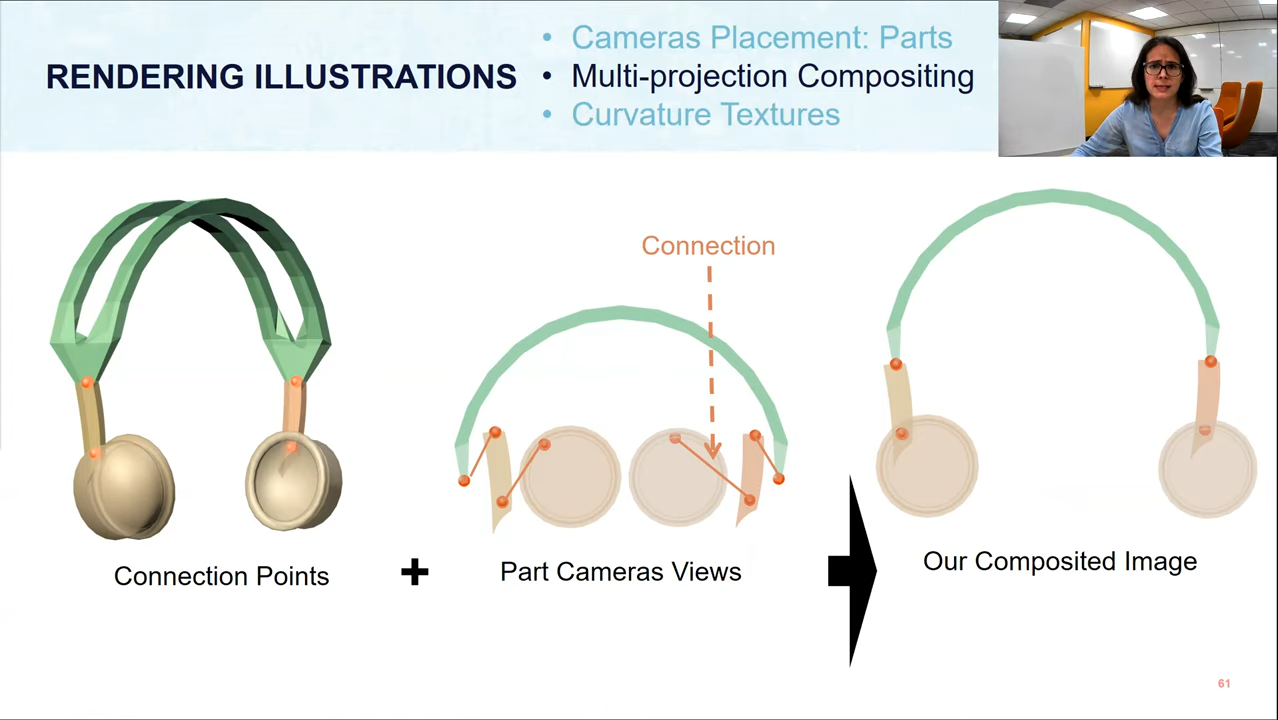 RENDERING ILLUSTRATIONS
• Cameras Placement: Parts
• Multi-projection Compositing
• Curvature Textures
Connection
Connection Points
+
Part Cameras Views
Our Composited Image
61